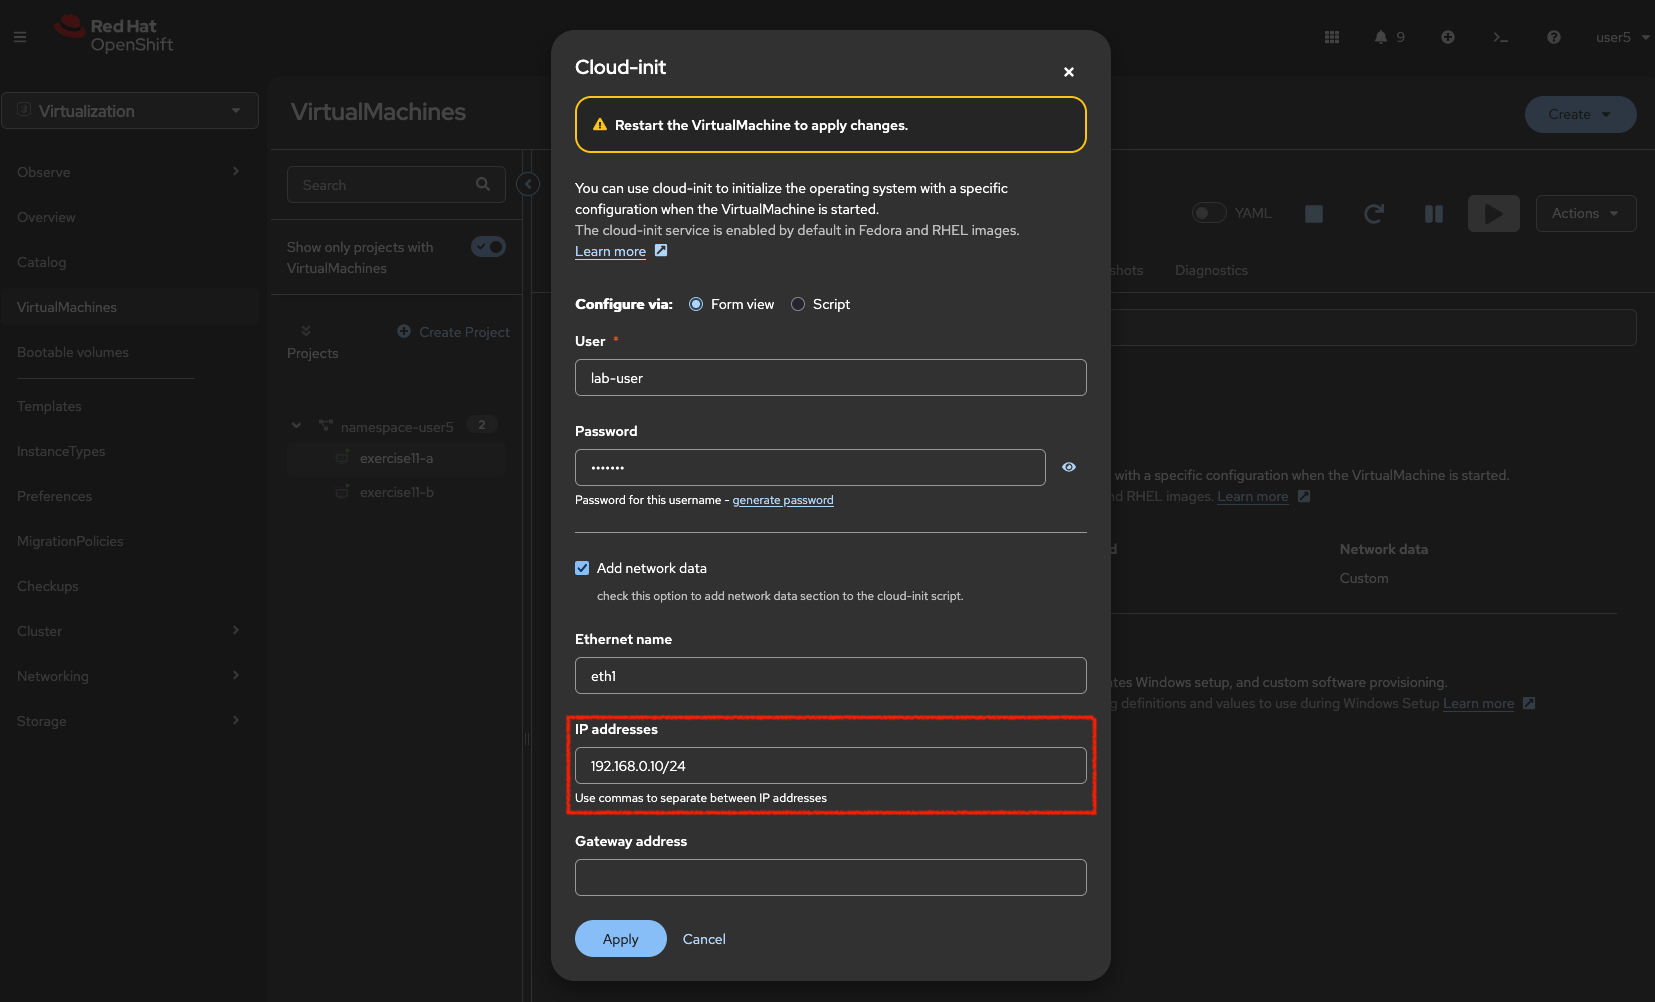 Red Hat
OpenShift
9
user5
Virtualization
Observe
Overview
Catalog
VirtualMachines
Bootable volumes
Templates
InstanceTypes
Preferences
MigrationPolicies
Checkups
Cluster
Networking
Storage
VirtualMachines
Create
Search
Show only projects with
VirtualMachines
Create Project
Projects
namespace-user5 2
exercise11-a
exercise11-b
YAML
Actions
shots Diagnostics
with a specific configuration when the VirtualMachine is started.
nd RHEL images. Learn more
d Network data
Custom
tes Windows setup, and custom software provisioning.
g definitions and values to use during Windows Setup Learn more
Cloud-init
Restart the VirtualMachine to apply changes.
You can use cloud-init to initialize the operating system with a specific
configuration when the VirtualMachine is started.
The cloud-init service is enabled by default in Fedora and RHEL images.
Learn more
Configure via: Form view Script
User *
lab-user
Password
•••••••
Password for this username - generate password
Add network data
check this option to add network data section to the cloud-init script.
Ethernet name
eth1
IP addresses
192.168.0.10/24
Use commas to separate between IP addresses
Gateway address
Apply Cancel